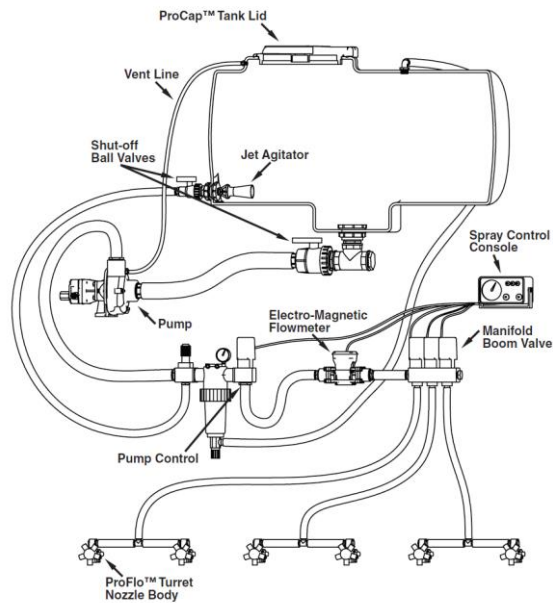 ProCap™ Tank Lid
Vent Line
Shut-off
Ball Valves
Jet Agitator
Spray Control
Console
Pump
Electro-Magnetic
Flowmeter
Manifold
Boom Valve
Pump Control
ProFlo™ Turret
Nozzle Body